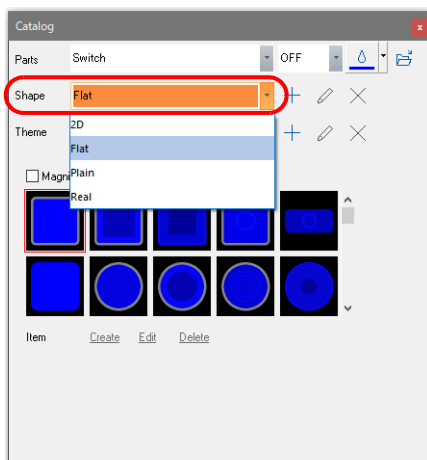 Catalog
x
Parts Switch OFF
Shape Flat
Theme
2D
Flat
Plain
Real
Magni
Item Create Edit Delete